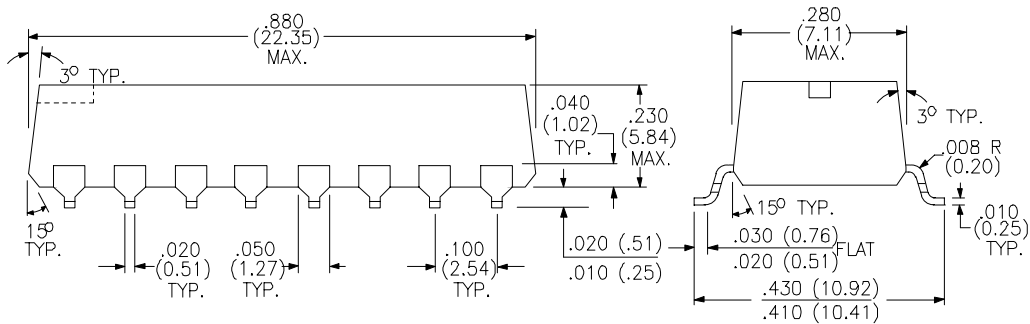 .880
(22.35)
MAX.
3° TYP.
.040
(1.02)
TYP.
.230
(5.84)
MAX.
15°
TYP.
.020
(0.51)
TYP.
.050
(1.27)
TYP.
.100
(2.54)
TYP.
.020 (.51)
.010 (.25)
.280
(7.11)
MAX.
3° TYP.
.008 R
(0.20)
15° TYP.
.010
(0.25)
TYP.
.030 (0.76)
.020 (0.51)
FLAT
.430 (10.92)
.410 (10.41)